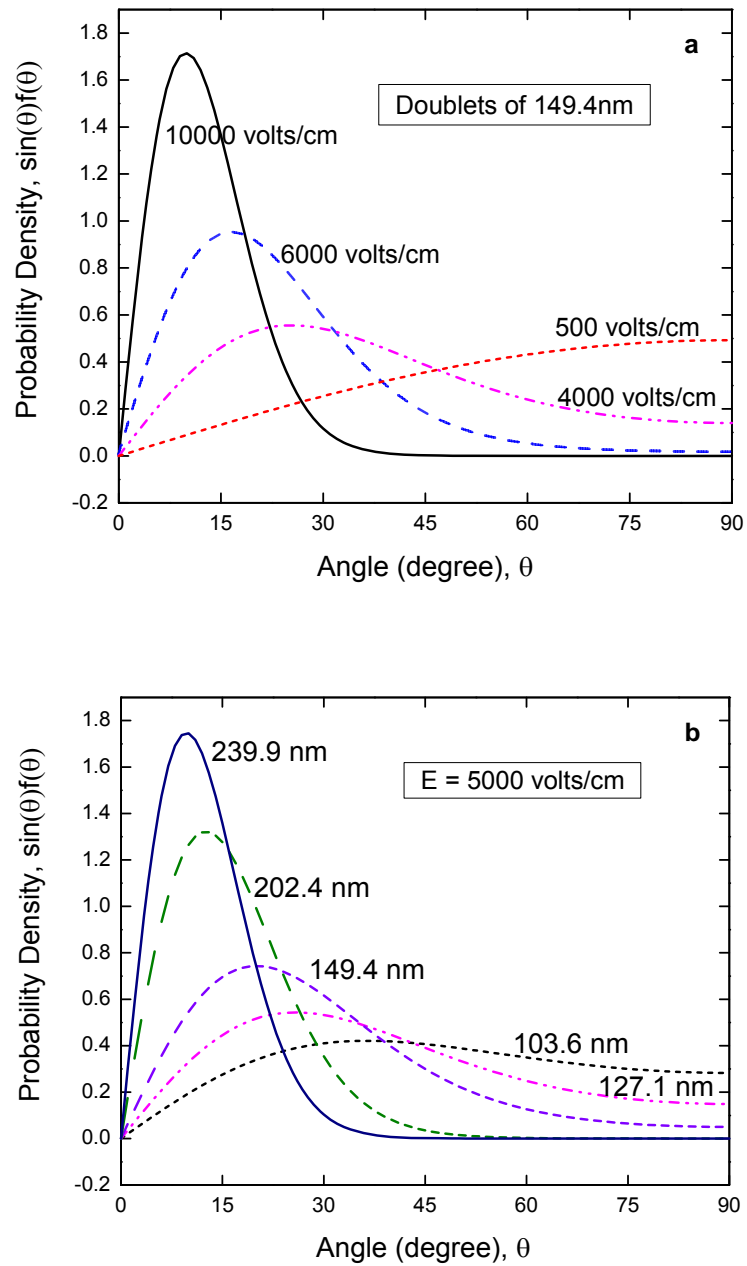 a
Doublets of 149.4nm
10000 volts/cm
6000 volts/cm
500 volts/cm
4000 volts/cm
1.8
1.6
1.4
1.2
1.0
0.8
0.6
0.4
0.2
0.0
-0.2
Probability Density, sin(θ)f(θ)
0 15 30 45 60 75 90
Angle (degree), θ
b
239.9 nm
E = 5000 volts/cm
202.4 nm
149.4 nm
103.6 nm
127.1 nm
1.8
1.6
1.4
1.2
1.0
0.8
0.6
0.4
0.2
0.0
-0.2
Probability Density, sin(θ)f(θ)
0 15 30 45 60 75 90
Angle (degree), θ